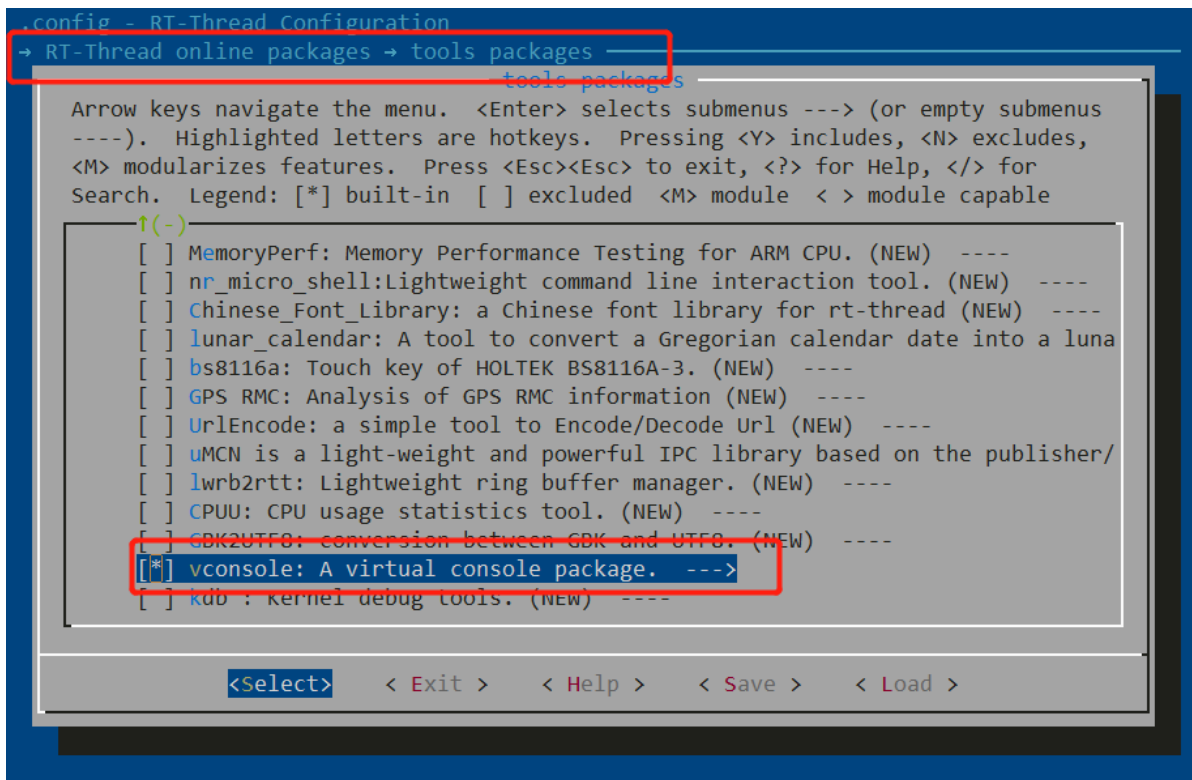 .config - RT-Thread Configuration
→ RT-Thread online packages → tools packages
tools packages
Arrow keys navigate the menu.  <Enter> selects submenus ---> (or empty submenus
----).  Highlighted letters are hotkeys.  Pressing <Y> includes, <N> excludes,
<M> modularizes features.  Press <Esc><Esc> to exit, <?> for Help, </> for
Search.  Legend: [*] built-in  [ ] excluded  <M> module  < > module capable
↑(-)
[ ] MemoryPerf: Memory Performance Testing for ARM CPU. (NEW)  ----
[ ] nr_micro_shell:Lightweight command line interaction tool. (NEW)  ----
[ ] Chinese_Font_Library: a Chinese font library for rt-thread (NEW)  ----
[ ] lunar_calendar: A tool to convert a Gregorian calendar date into a luna
[ ] bs8116a: Touch key of HOLTEK BS8116A-3. (NEW)  ----
[ ] GPS RMC: Analysis of GPS RMC information (NEW)  ----
[ ] UrlEncode: a simple tool to Encode/Decode Url (NEW)  ----
[ ] uMCN is a light-weight and powerful IPC library based on the publisher/
[ ] lwrb2rtt: Lightweight ring buffer manager. (NEW)  ----
[ ] CPUU: CPU usage statistics tool. (NEW)  ----
[ ] GBK2UTF8: conversion between GBK and UTF8. (NEW)  ----
[*] vconsole: A virtual console package.  --->
[ ] kdb : Kernel debug tools. (NEW)  ----
<Select>    < Exit >    < Help >    < Save >    < Load >